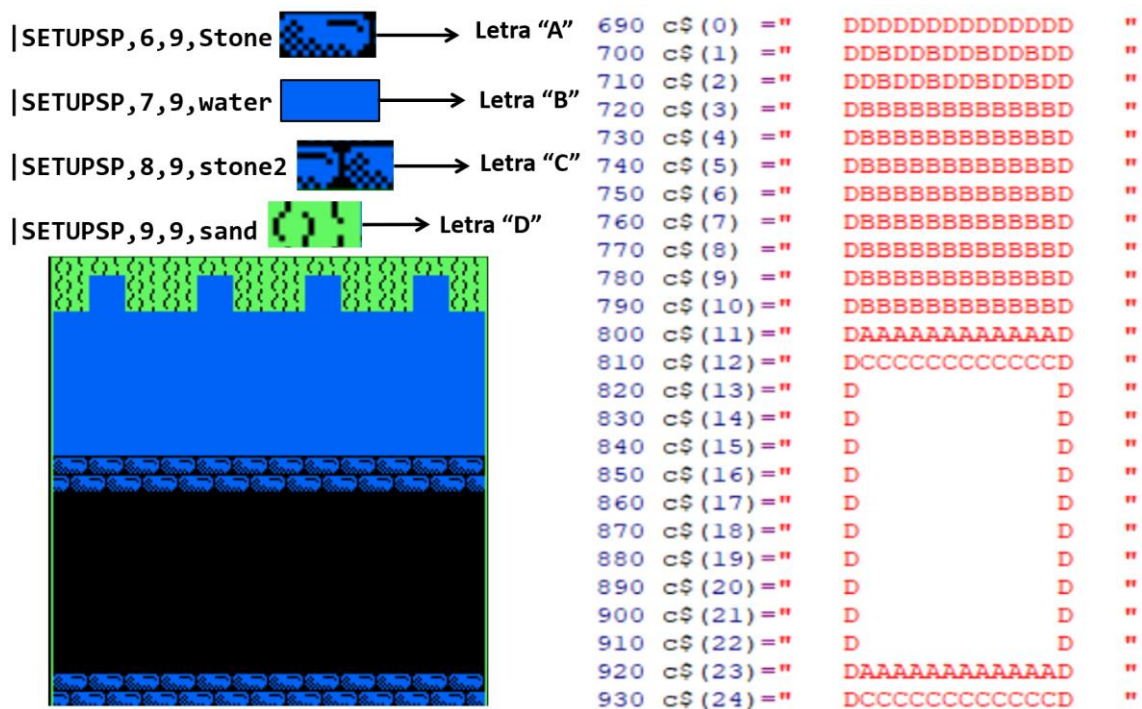 |SETUPSP,6,9,Stone → Letra “A”
|SETUPSP,7,9,water → Letra “B”
|SETUPSP,8,9,stone2 → Letra “C”
|SETUPSP,9,9,sand → Letra “D”
690 c$(0) ="   DDDDDDDDDDDDDD   "
700 c$(1) ="   DDBDDBDDBDDBDD   "
710 c$(2) ="   DDBDDBDDBDDBDD   "
720 c$(3) ="   DBBBBBBBBBBBBD   "
730 c$(4) ="   DBBBBBBBBBBBBD   "
740 c$(5) ="   DBBBBBBBBBBBBD   "
750 c$(6) ="   DBBBBBBBBBBBBD   "
760 c$(7) ="   DBBBBBBBBBBBBD   "
770 c$(8) ="   DBBBBBBBBBBBBD   "
780 c$(9) ="   DBBBBBBBBBBBBD   "
790 c$(10)="   DBBBBBBBBBBBBD   "
800 c$(11)="   DAAAAAAAAAAAAD   "
810 c$(12)="   DCCCCCCCCCCCCD   "
820 c$(13)="   D            D   "
830 c$(14)="   D            D   "
840 c$(15)="   D            D   "
850 c$(16)="   D            D   "
860 c$(17)="   D            D   "
870 c$(18)="   D            D   "
880 c$(19)="   D            D   "
890 c$(20)="   D            D   "
900 c$(21)="   D            D   "
910 c$(22)="   D            D   "
920 c$(23)="   DAAAAAAAAAAAAD   "
930 c$(24)="   DCCCCCCCCCCCCD   "